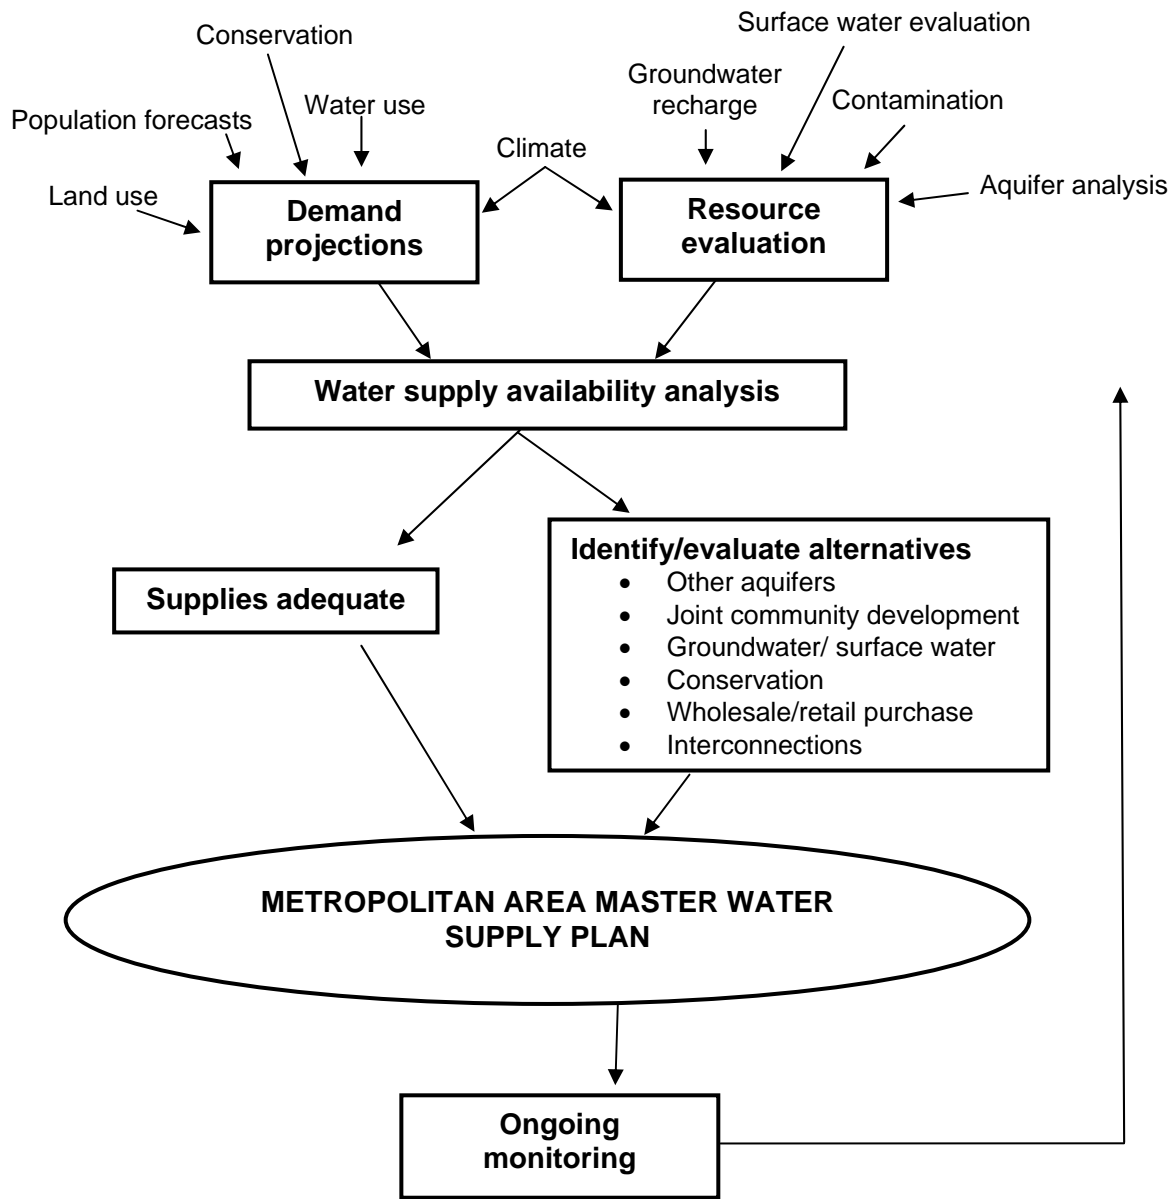 Conservation
Surface water evaluation
Groundwater
recharge
Contamination
Water use
Population forecasts
Climate
Land use
Aquifer analysis
Demand
projections
Resource
evaluation
Water supply availability analysis
Supplies adequate
Identify/evaluate alternatives
• Other aquifers
• Joint community development
• Groundwater/ surface water
• Conservation
• Wholesale/retail purchase
• Interconnections
METROPOLITAN AREA MASTER WATER
SUPPLY PLAN
Ongoing
monitoring